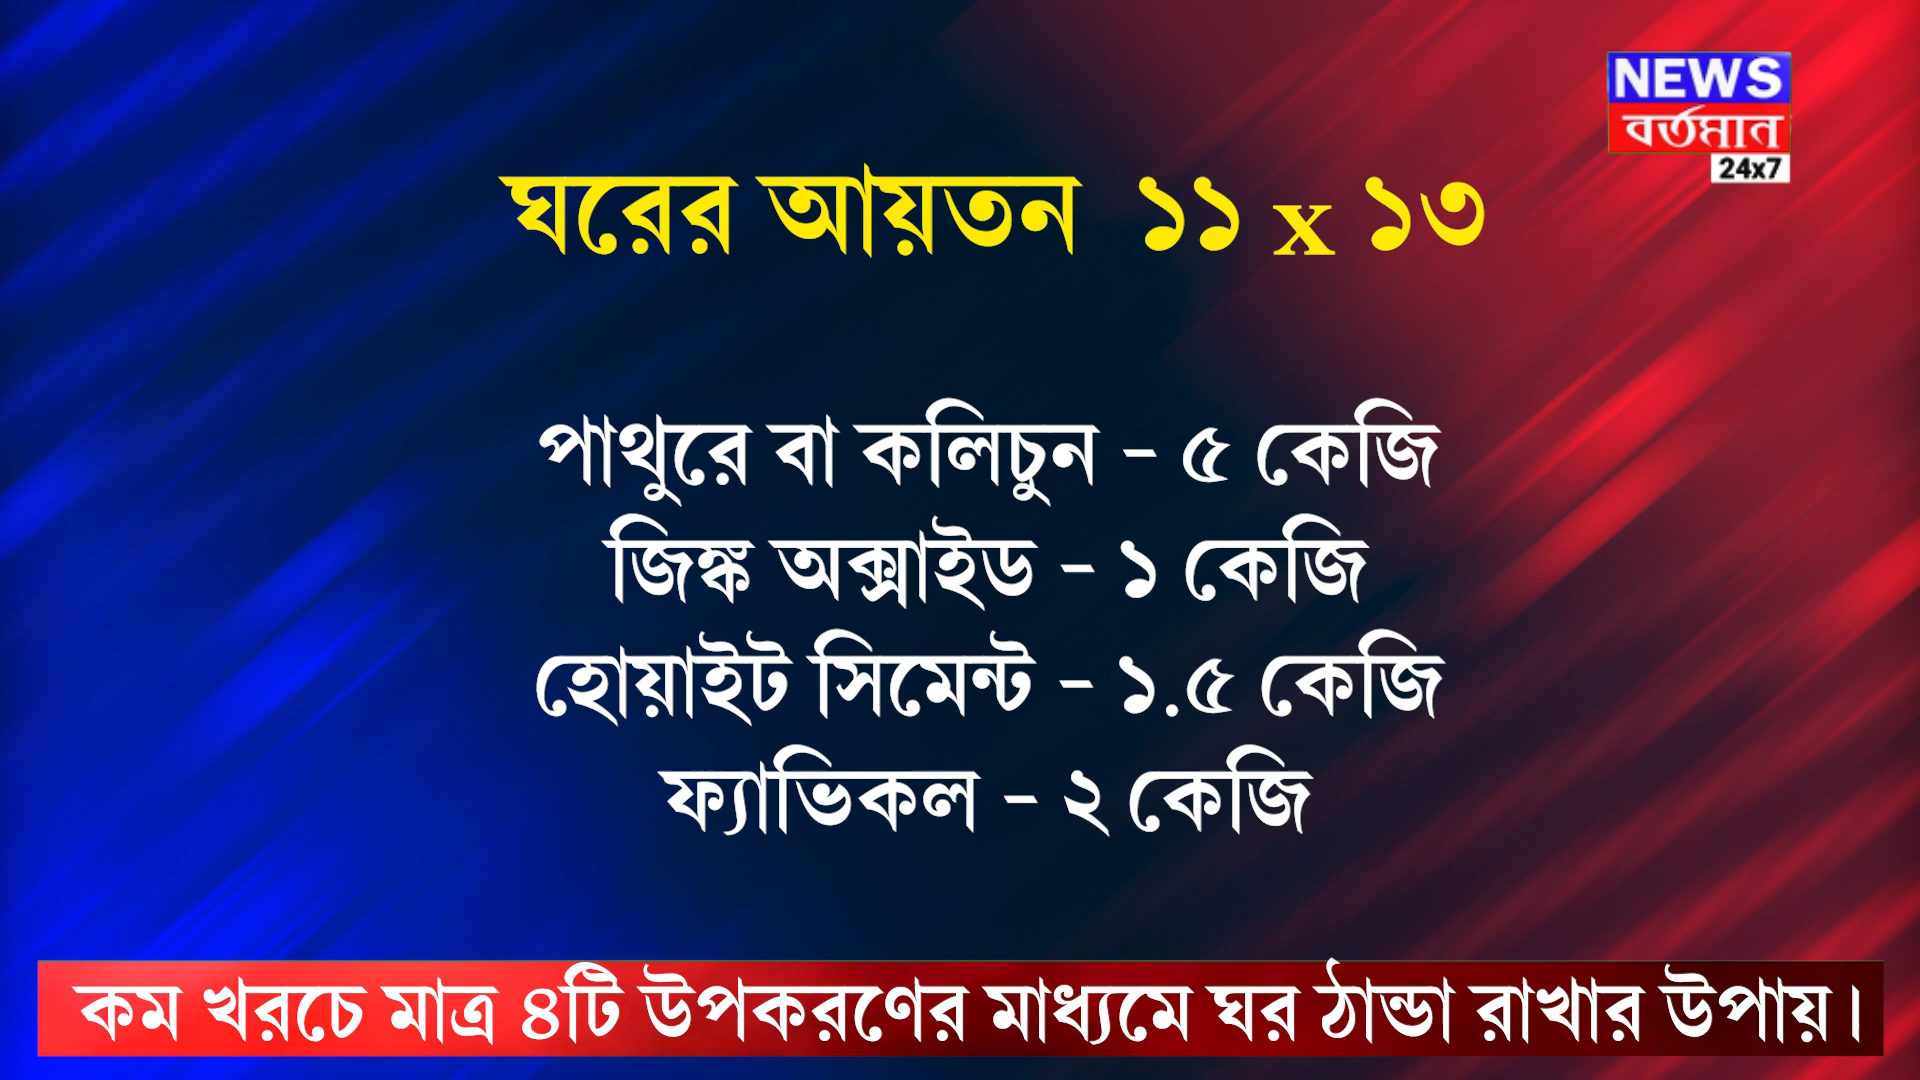 NEWS
বর্তমান
24x7
ঘরের আয়তন ১১ x ১৩
পাথুরে বা কলিচুন - ৫ কেজি
জিঙ্ক অক্সাইড - ১ কেজি
হোয়াইট সিমেন্ট - ১.৫ কেজি
ফ্যাভিকল - ২ কেজি
কম খরচে মাত্র ৪টি উপকরণের মাধ্যমে ঘর ঠান্ডা রাখার উপায়।